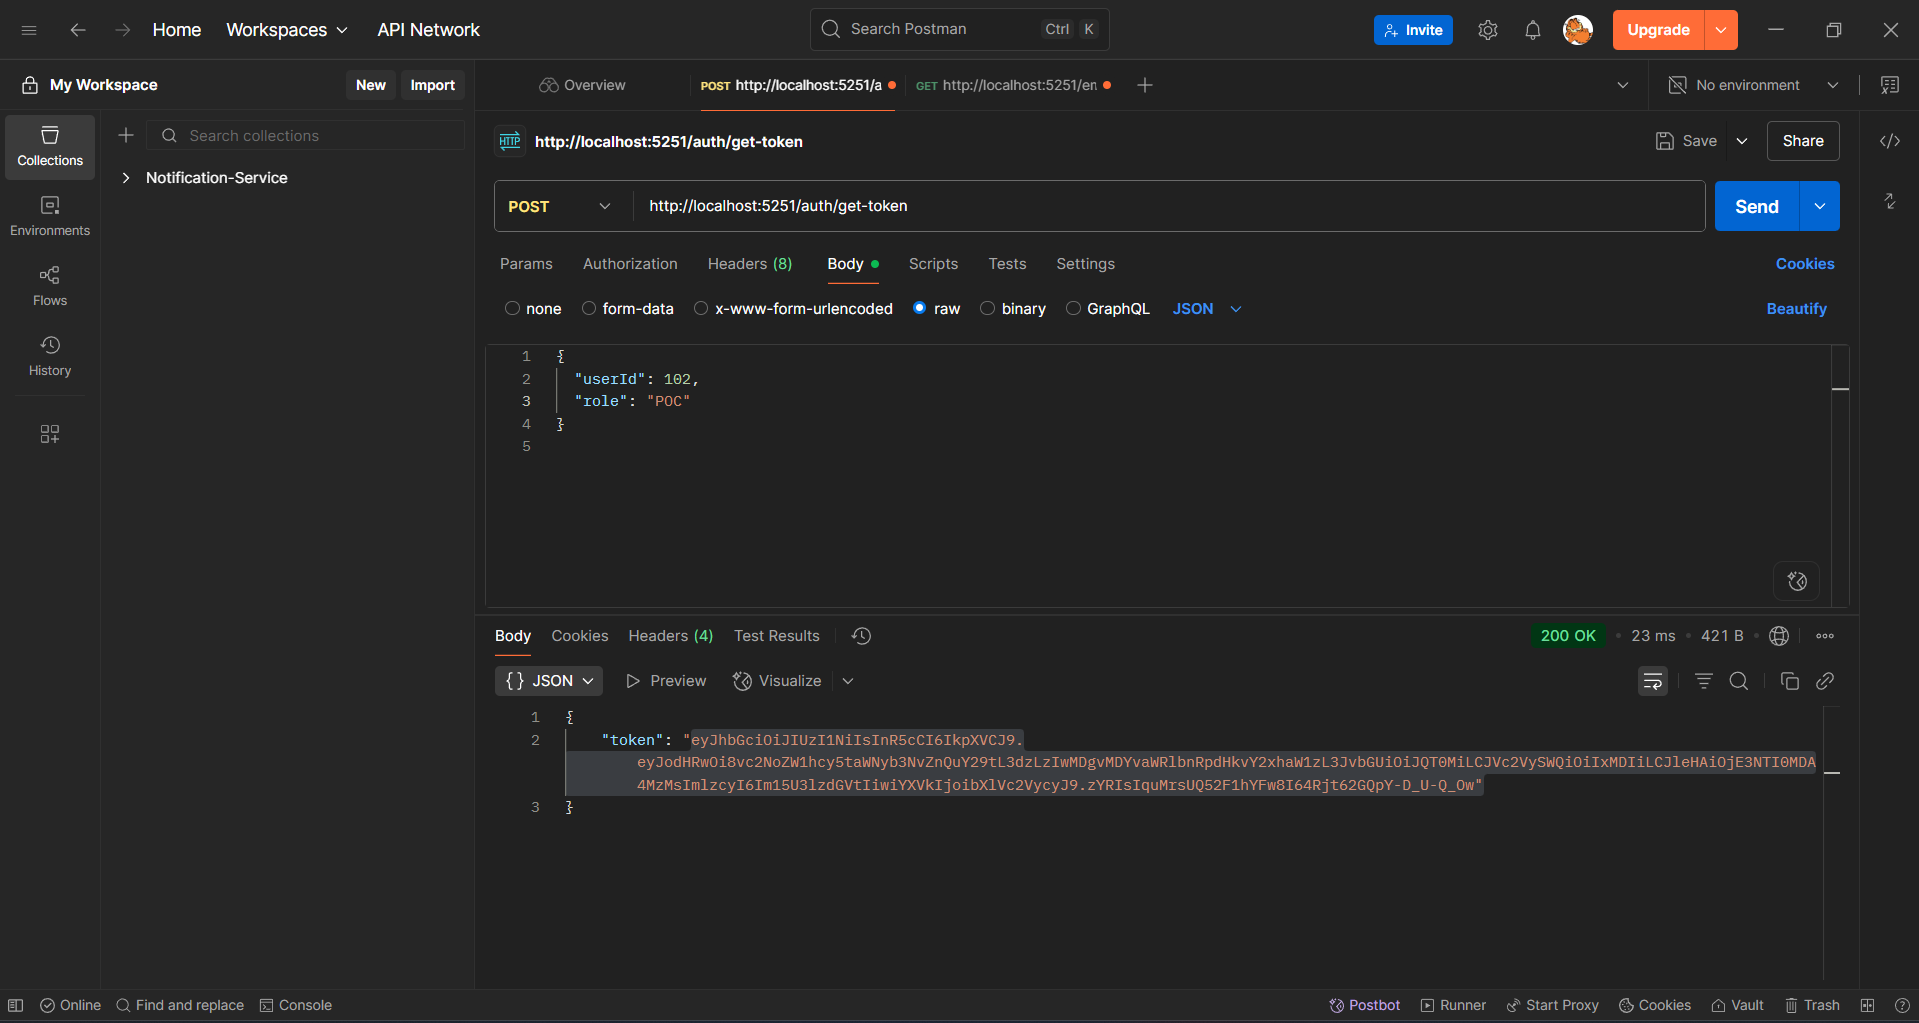 Home Workspaces API Network Search Postman Ctrl K Invite Upgrade
My Workspace New Import Overview POST http://localhost:5251/a GET http://localhost:5251/en No environment
Collections
Environments
Flows
History
Search collections
Notification-Service
HTTP http://localhost:5251/auth/get-token Save Share
POST http://localhost:5251/auth/get-token Send
Params Authorization Headers (8) Body Scripts Tests Settings Cookies
none form-data x-www-form-urlencoded raw binary GraphQL JSON Beautify
1 {
2 "userId": 102,
3 "role": "POC"
4 }
5
Body Cookies Headers (4) Test Results 200 OK 23 ms 421 B
{} JSON Preview Visualize
1 {
2 "token": "eyJhbGciOiJIUzI1NiIsInR5cCI6IkpXVCJ9.
eyJodHRwOi8vc2NoZW1hcy5taWNyb3NvZnQuY29tL3dzLzIwMDgvMDYvaWRlbnRpdHkvY2xhaW1zL3JvbGUiOiJQT0MiLCJVc2VySWQiOiIxMDIiLCJleHAiOjE3NTI0MDA
4MzMsImlzcyI6Im15U3lzdGVtIiwiYXVkIjoibXlVc2VycyJ9.zYRIsIquMrsUQ52F1hYFw8I64Rjt62GQpY-D_U-Q_Ow"
3 }
Online Find and replace Console Postbot Runner Start Proxy Cookies Vault Trash